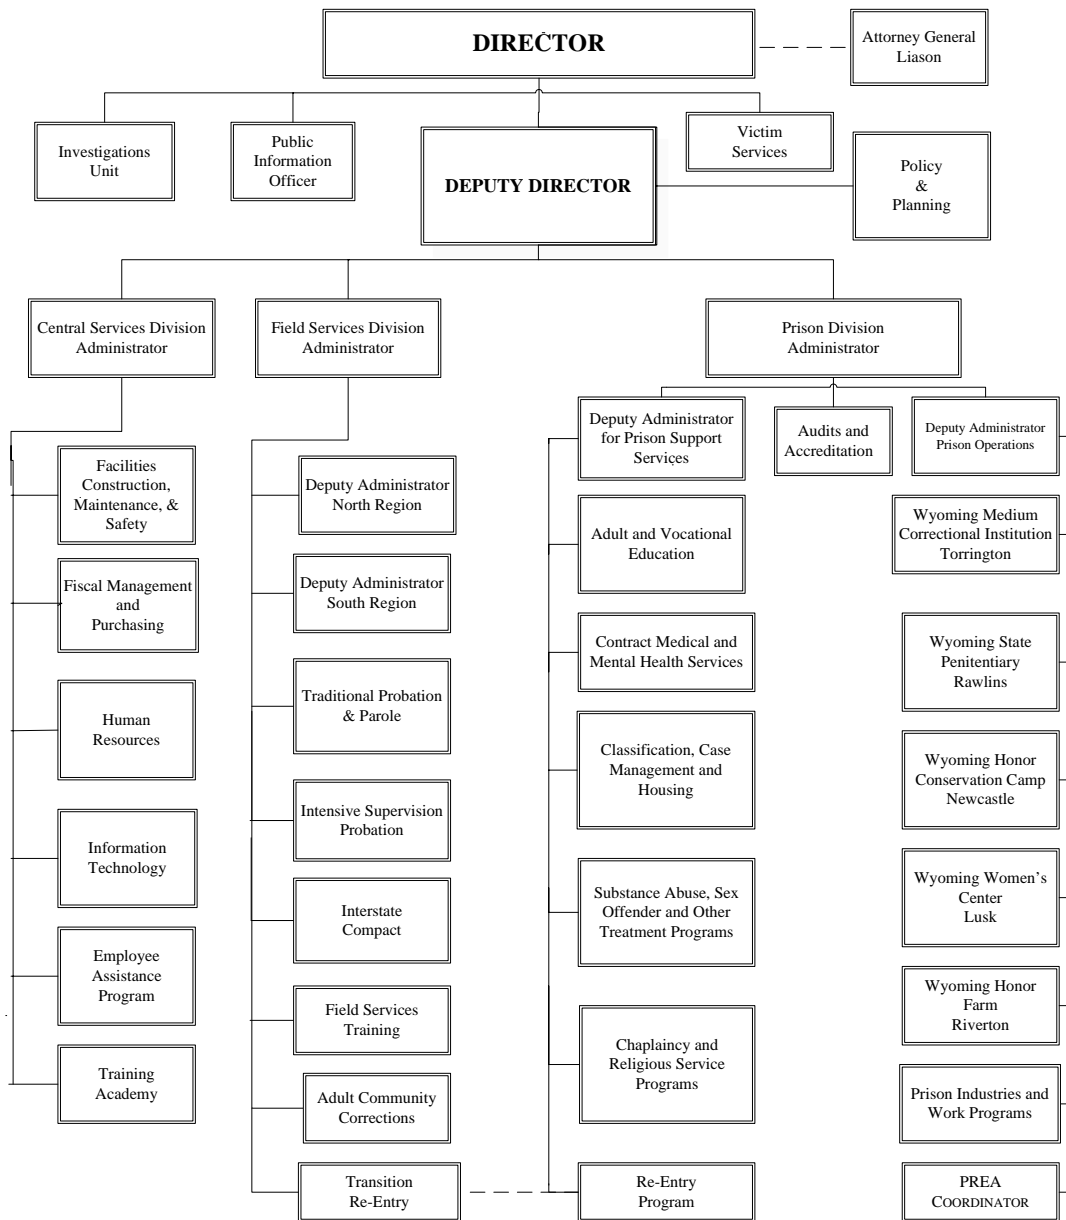 DIRECTOR
Attorney General
Liason
Investigations
Unit
Public
Information
Officer
Victim
Services
DEPUTY DIRECTOR
Policy
&
Planning
Central Services Division
Administrator
Field Services Division
Administrator
Prison Division
Administrator
Facilities
Construction,
Maintenance, &
Safety
Fiscal Management
and
Purchasing
Human
Resources
Information
Technology
Employee
Assistance
Program
Training
Academy
Deputy Administrator
North Region
Deputy Administrator
South Region
Traditional Probation
& Parole
Intensive Supervision
Probation
Interstate
Compact
Field Services
Training
Adult Community
Corrections
Transition
Re-Entry
Deputy Administrator
for Prison Support
Services
Adult and Vocational
Education
Contract Medical and
Mental Health Services
Classification, Case
Management and
Housing
Substance Abuse, Sex
Offender and Other
Treatment Programs
Chaplaincy and
Religious Service
Programs
Re-Entry
Program
Audits and
Accreditation
Deputy Administrator
Prison Operations
Wyoming Medium
Correctional Institution
Torrington
Wyoming State
Penitentiary
Rawlins
Wyoming Honor
Conservation Camp
Newcastle
Wyoming Women’s
Center
Lusk
Wyoming Honor
Farm
Riverton
Prison Industries and
Work Programs
PREA
COORDINATOR